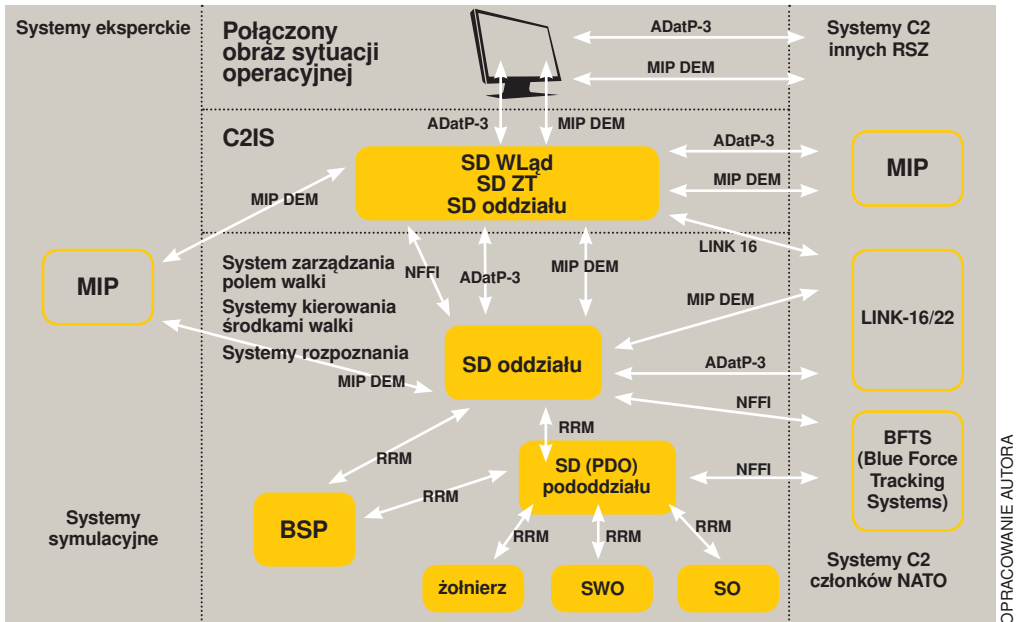 Systemy eksperckie
Połączony
obraz sytuacji
operacyjnej
ADatP-3
MIP DEM
Systemy C2
innych RSZ
C2IS
ADatP-3
MIP DEM
SD WLąd
SD ZT
SD oddziału
ADatP-3
MIP DEM
MIP
MIP DEM
LINK 16
MIP
System zarządzania
polem walki
Systemy kierowania
środkami walki
Systemy rozpoznania
NFFI
ADatP-3
MIP DEM
MIP DEM
LINK-16/22
MIP DEM
SD oddziału
ADatP-3
NFFI
RRM
RRM
RRM
SD (PDO)
pododdziału
NFFI
BFTS
(Blue Force
Tracking
Systems)
Systemy
symulacyjne
BSP
RRM
RRM
RRM
żołnierz
SWO
SO
Systemy C2
członków NATO
OPRACOWANIE AUTORA